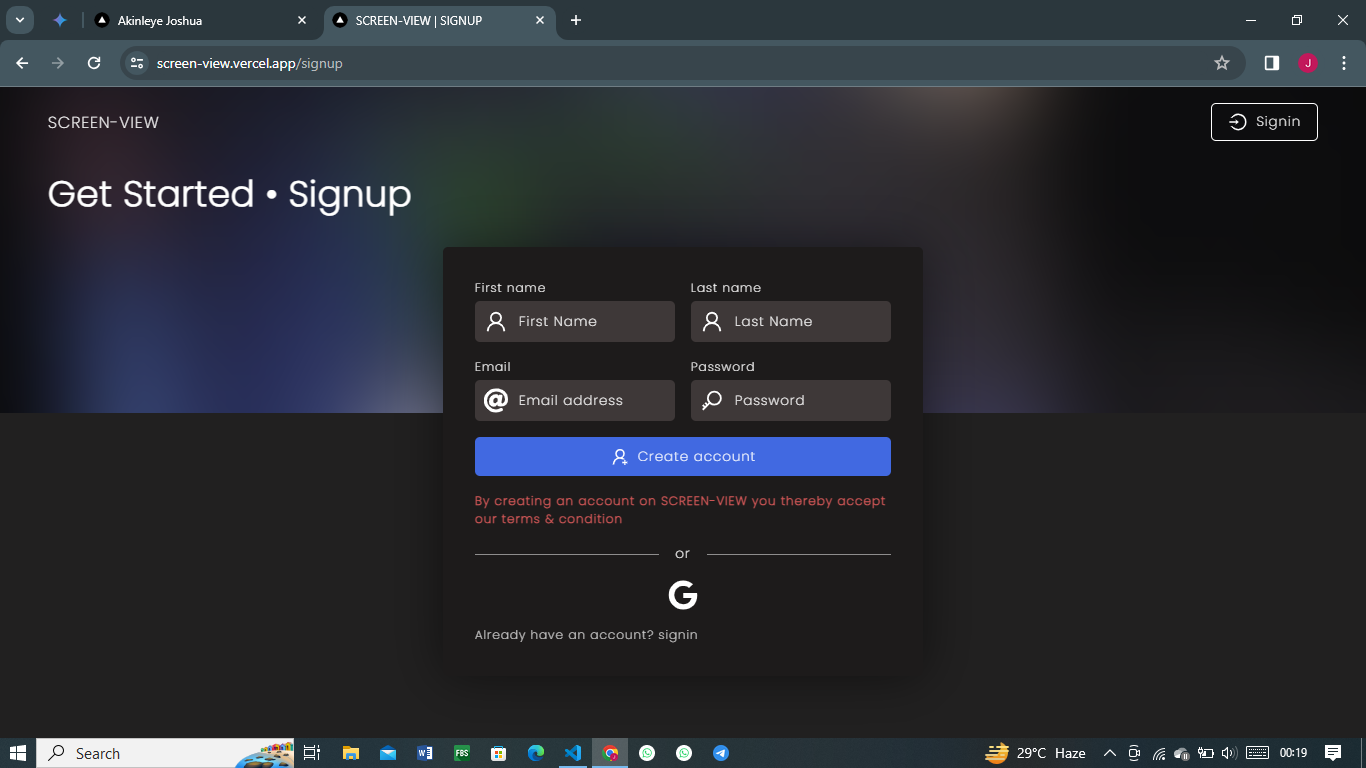 Akinleye Joshua
SCREEN-VIEW | SIGNUP
screen-view.vercel.app/signup
J
SCREEN-VIEW
Signin
Get Started • Signup
First name
Last name
First Name
Last Name
Email
Password
@ Email address
Password
Create account
By creating an account on SCREEN-VIEW you thereby accept
our terms & condition
or
G
Already have an account? signin
Search
FBS
29°C Haze
00:19